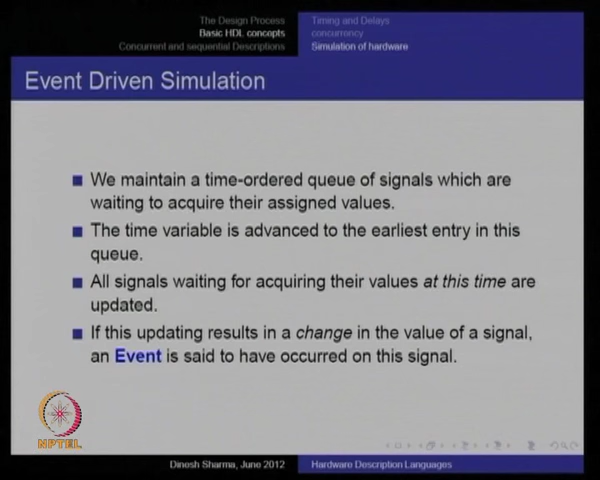 The Design Process
Basic HDL concepts
Concurrent and sequential Descriptions
Timing and Delays
concurrency
Simulation of hardware
Event Driven Simulation
We maintain a time-ordered queue of signals which are
waiting to acquire their assigned values.
The time variable is advanced to the earliest entry in this
queue.
All signals waiting for acquiring their values at this time are
updated.
If this updating results in a change in the value of a signal,
an Event is said to have occurred on this signal.
NPTEL
Dinesh Sharma, June 2012
Hardware Description Languages